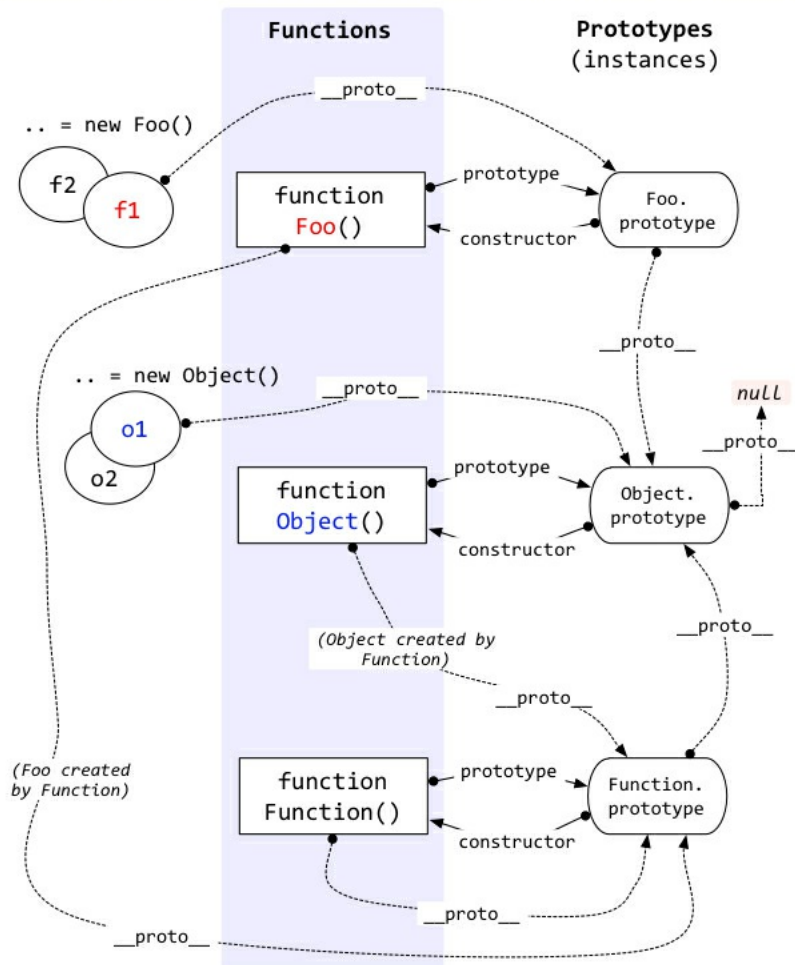 Functions
Prototypes
(instances)
__proto__
.. = new Foo()
f2
f1
function
Foo()
prototype
constructor
Foo.
prototype
__proto__
.. = new Object()
__proto__
null
__proto__
o1
o2
function
Object()
prototype
constructor
Object.
prototype
(Object created by
Function)
__proto__
__proto__
(Foo created
by Function)
function
Function()
prototype
constructor
Function.
prototype
__proto__
__proto__